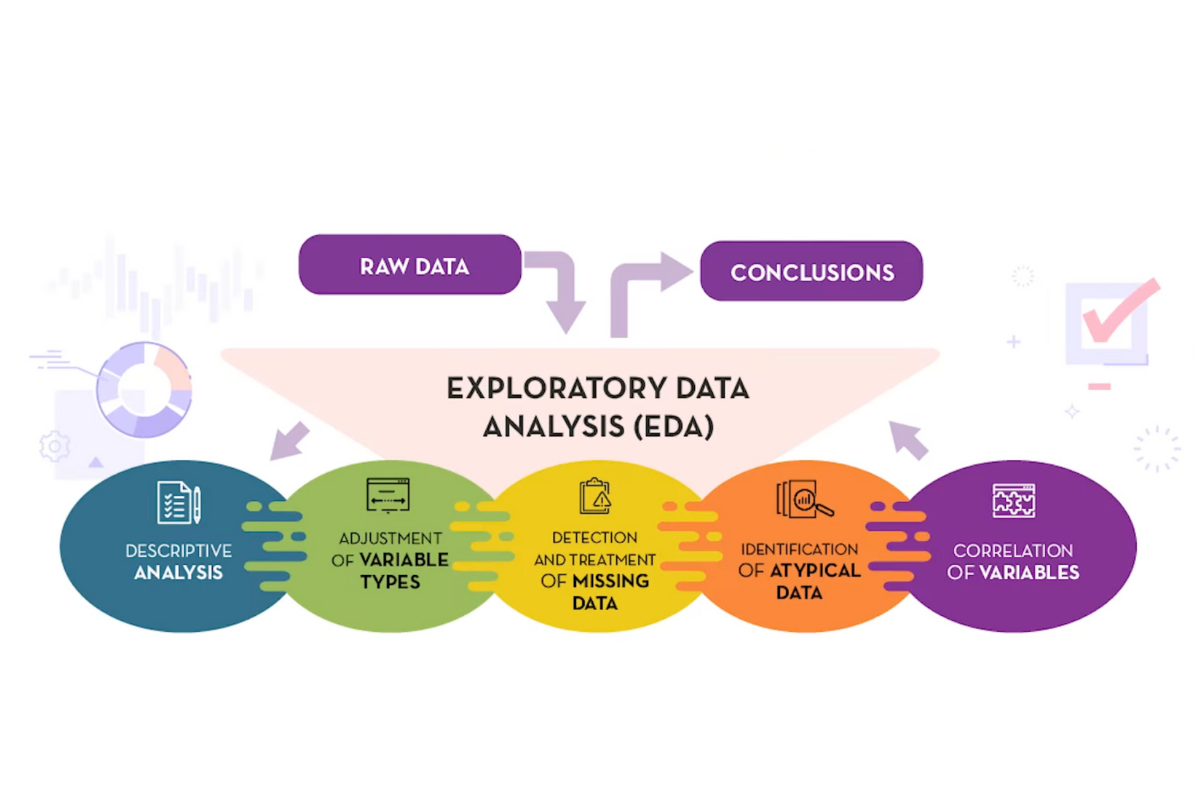 RAW DATA
CONCLUSIONS
EXPLORATORY DATA
ANALYSIS (EDA)
DESCRIPTIVE
ANALYSIS
ADJUSTMENT
OF VARIABLE
TYPES
DETECTION
AND TREATMENT
OF MISSING
DATA
IDENTIFICATION
OF ATYPICAL
DATA
CORRELATION
OF VARIABLES